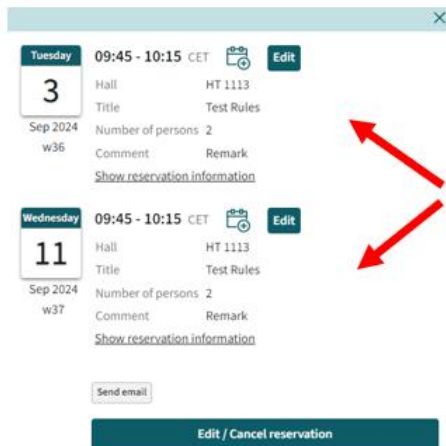 Tuesday
3
Sep 2024
w36
09:45 - 10:15 CET Edit
Hall HT 1113
Title Test Rules
Number of persons 2
Comment Remark
Show reservation information
Wednesday
11
Sep 2024
w37
09:45 - 10:15 CET Edit
Hall HT 1113
Title Test Rules
Number of persons 2
Comment Remark
Show reservation information
Send email
Edit / Cancel reservation